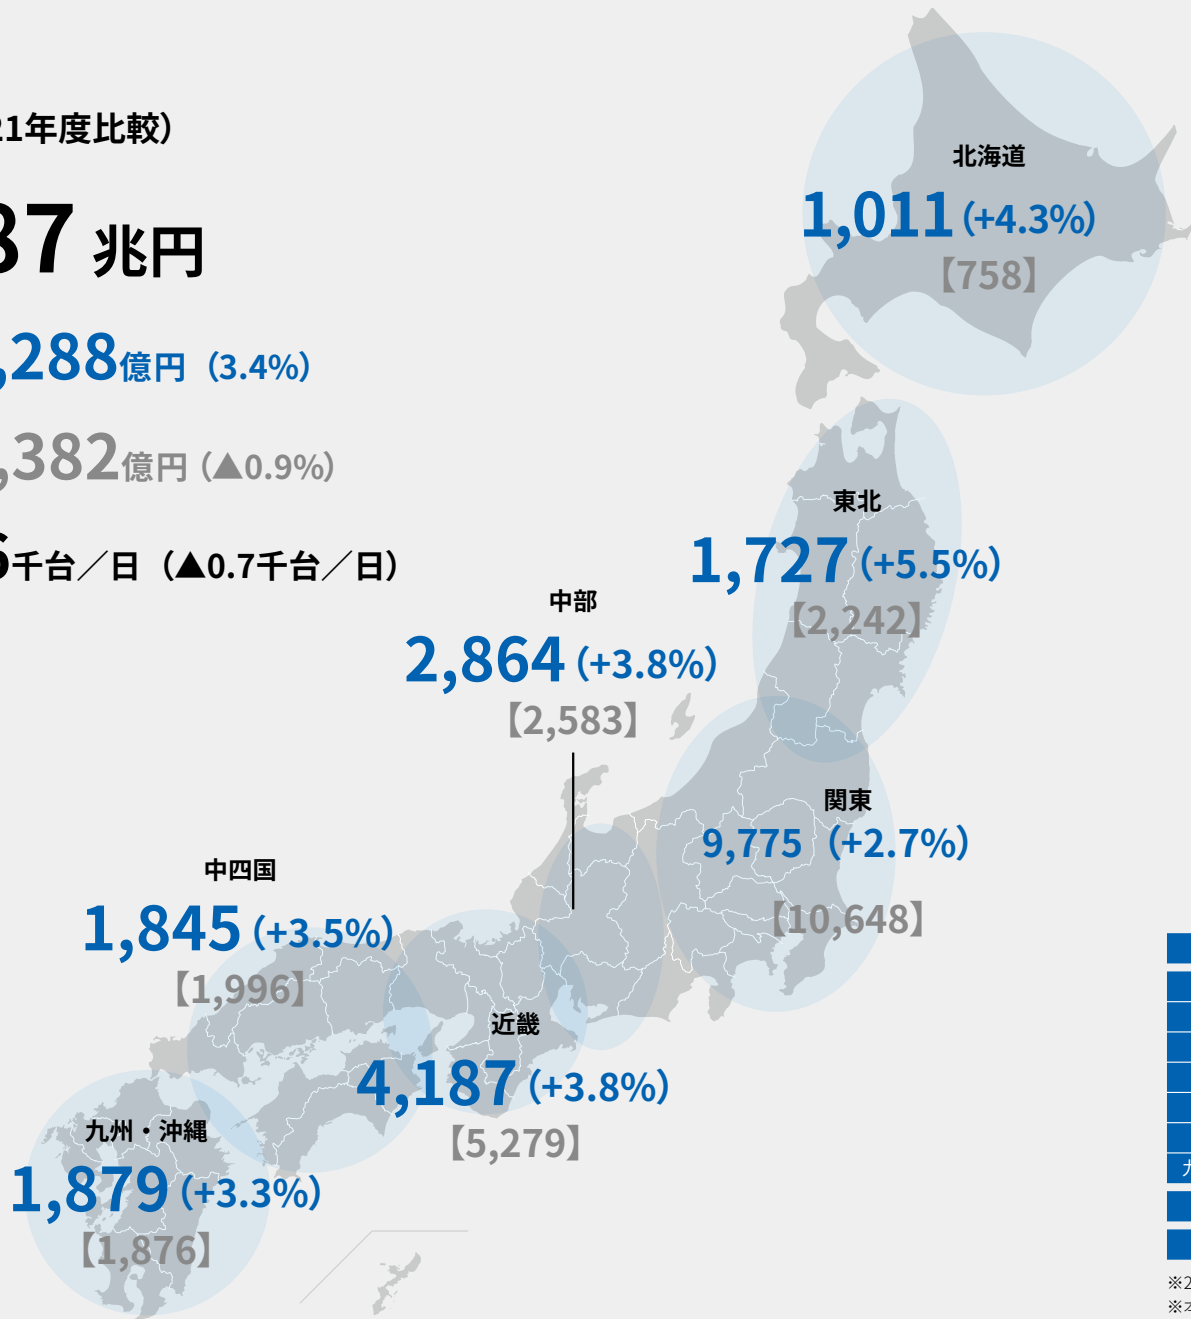 21年度比較）
37 兆円
,288億円（3.4%）
,382億円（▲0.9%）
6千台／日（▲0.7千台／日）
北海道
1,011（+4.3%）
【758】
東北
1,727（+5.5%）
【2,242】
中部
2,864（+3.8%）
【2,583】
関東
9,775（+2.7%）
【10,648】
中四国
1,845（+3.5%）
【1,996】
近畿
4,187（+3.8%）
【5,279】
九州・沖縄
1,879（+3.3%）
【1,876】
※2